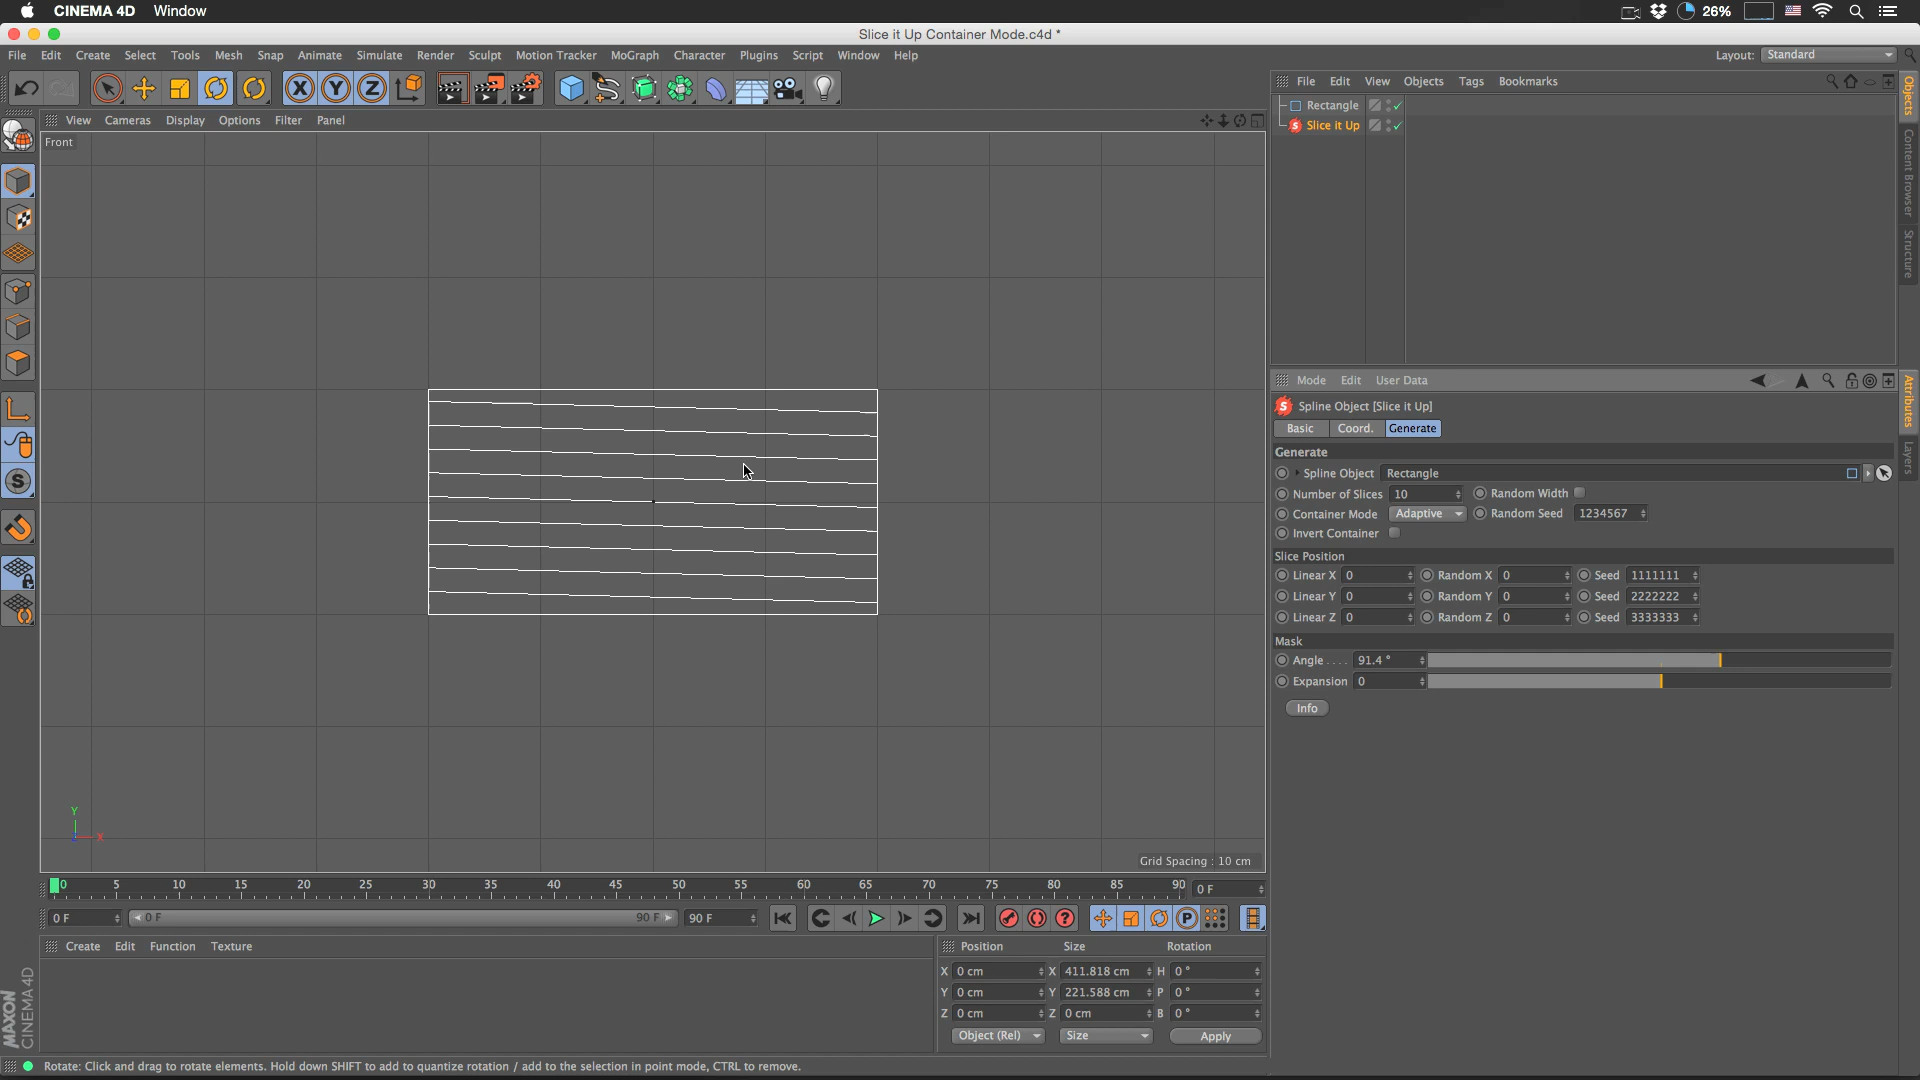 CINEMA 4D Window 26%
Slice it Up Container Mode.c4d *
File Edit Create Select Tools Mesh Snap Animate Simulate Render Sculpt Motion Tracker MoGraph Character Plugins Script Window Help Layout: Standard
X Y Z
File Edit View Objects Tags Bookmarks
Objects
Content Browser
Structure
View Cameras Display Options Filter Panel
Front
Rectangle
Slice it Up
Mode Edit User Data
Attributes
Layers
Spline Object [Slice it Up]
Basic Coord. Generate
Generate
Spline Object Rectangle
Number of Slices 10 Random Width
Container Mode Adaptive Random Seed 1234567
Invert Container
Slice Position
Linear X 0 Random X 0 Seed 1111111
Linear Y 0 Random Y 0 Seed 2222222
Linear Z 0 Random Z 0 Seed 3333333
Mask
Angle . . . . 91.4 °
Expansion 0
Info
Y
Z X
Grid Spacing : 10 cm
0 5 10 15 20 25 30 35 40 45 50 55 60 65 70 75 80 85 90 0 F
0 F 0 F 90 F 90 F
Create Edit Function Texture
Position Size Rotation
X 0 cm X 411.818 cm H 0 °
Y 0 cm Y 221.588 cm P 0 °
Z 0 cm Z 0 cm B 0 °
Object (Rel) Size Apply
MAXON
CINEMA 4D
Rotate: Click and drag to rotate elements. Hold down SHIFT to add to quantize rotation / add to the selection in point mode, CTRL to remove.